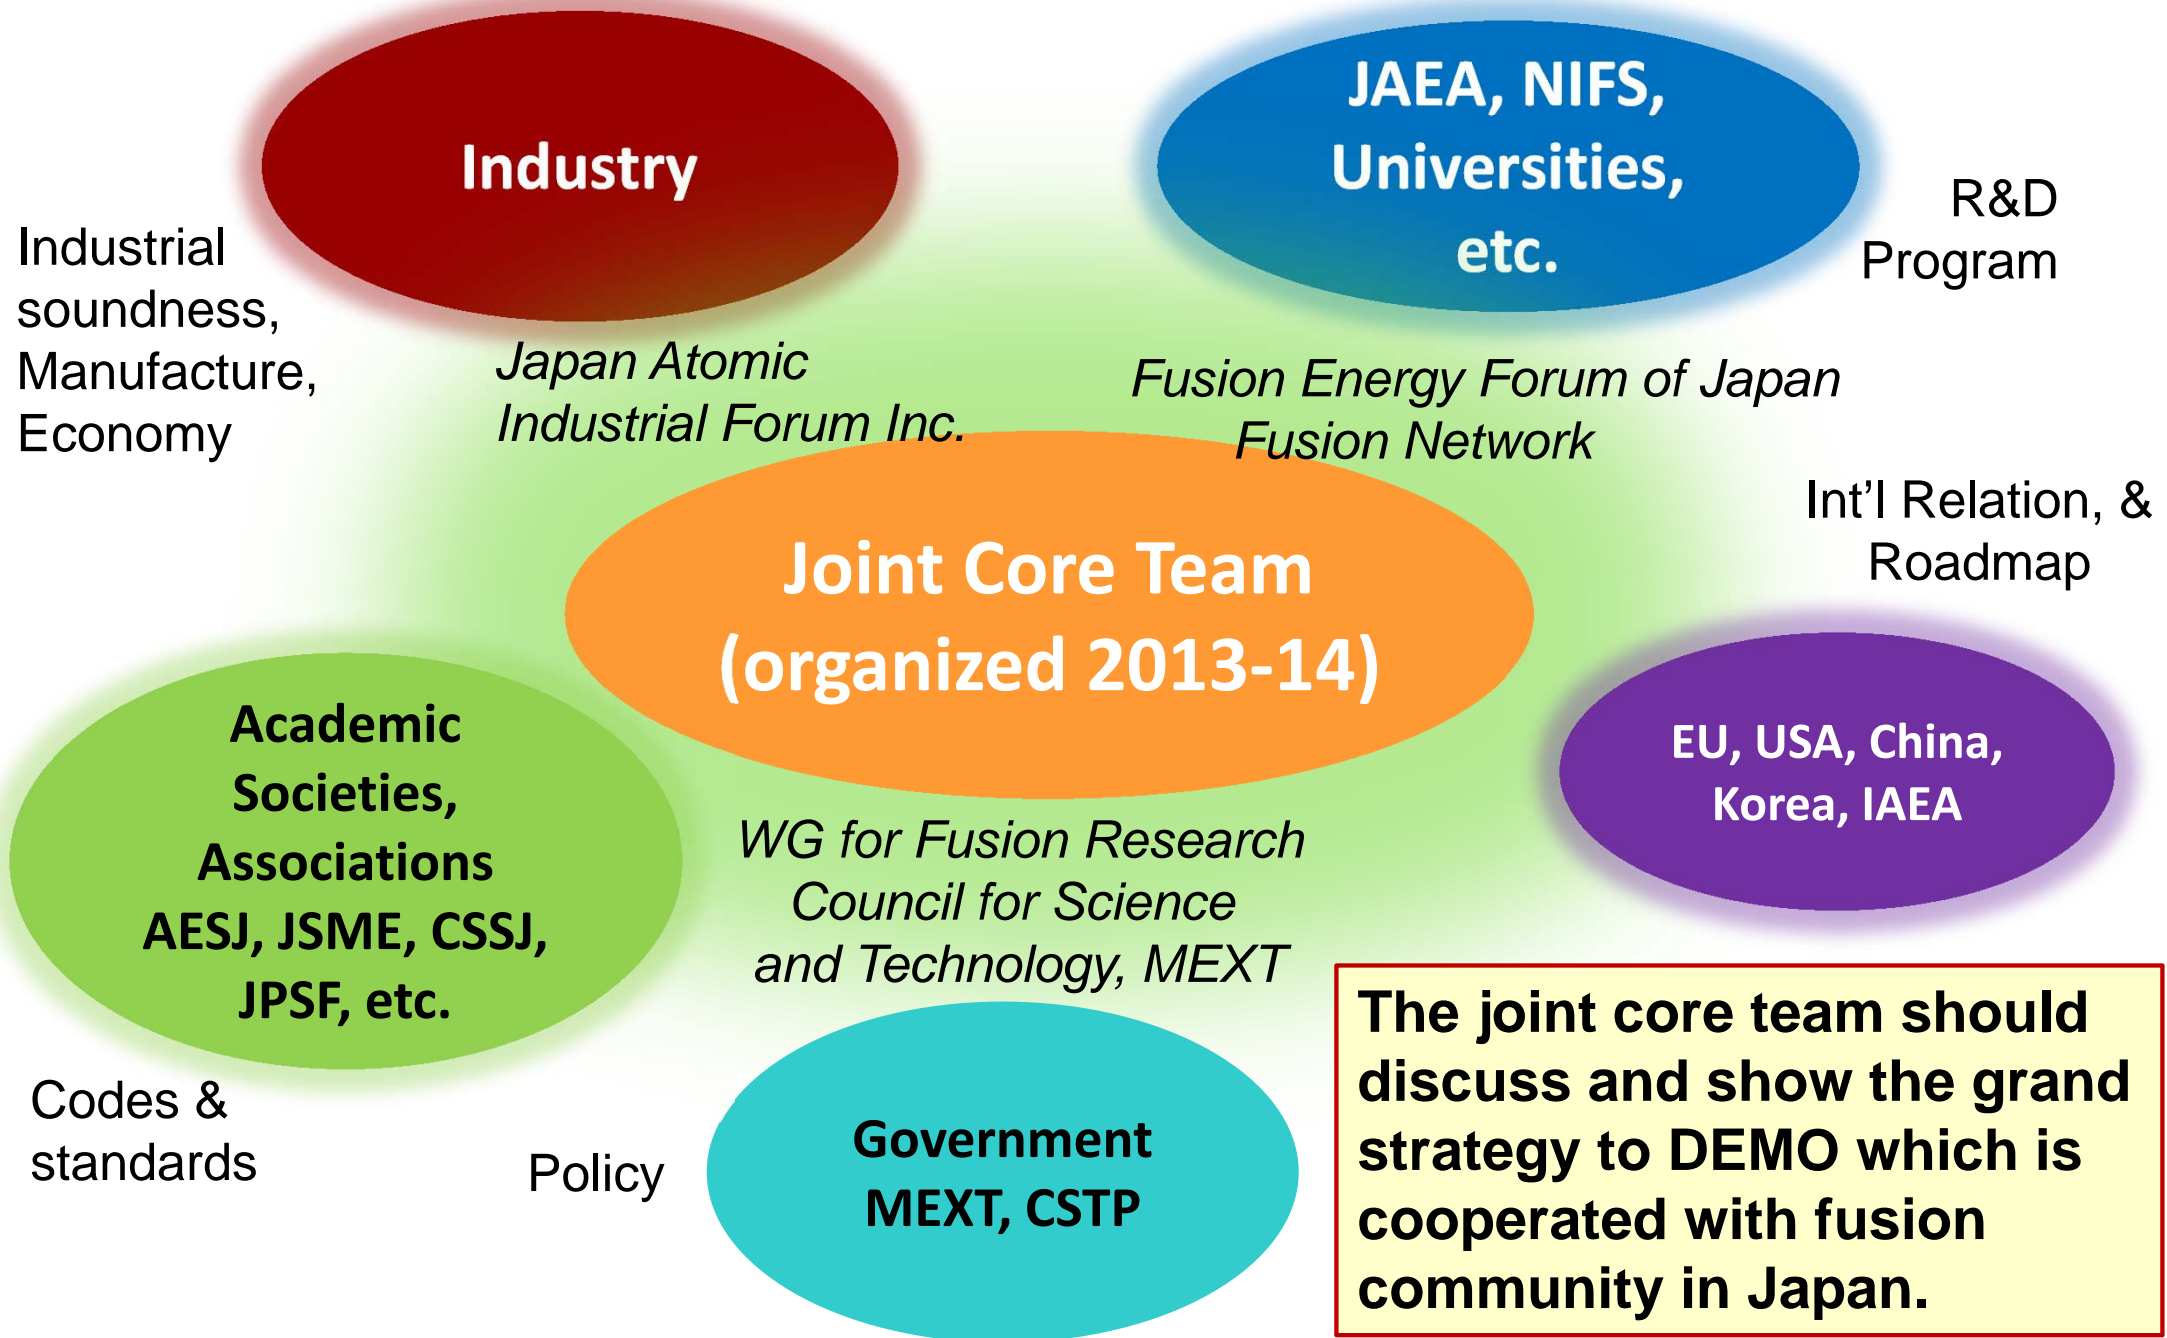 Industry
JAEA, NIFS,
Universities,
etc.
R&D
Program
Industrial
soundness,
Manufacture,
Economy
Japan Atomic
Industrial Forum Inc.
Fusion Energy Forum of Japan
Fusion Network
Int’l Relation, &
Roadmap
Joint Core Team
(organized 2013-14)
Academic
Societies,
Associations
AESJ, JSME, CSSJ,
JPSF, etc.
EU, USA, China,
Korea, IAEA
WG for Fusion Research
Council for Science
and Technology, MEXT
Codes &
standards
Policy
Government
MEXT, CSTP
The joint core team should
discuss and show the grand
strategy to DEMO which is
cooperated with fusion
community in Japan.